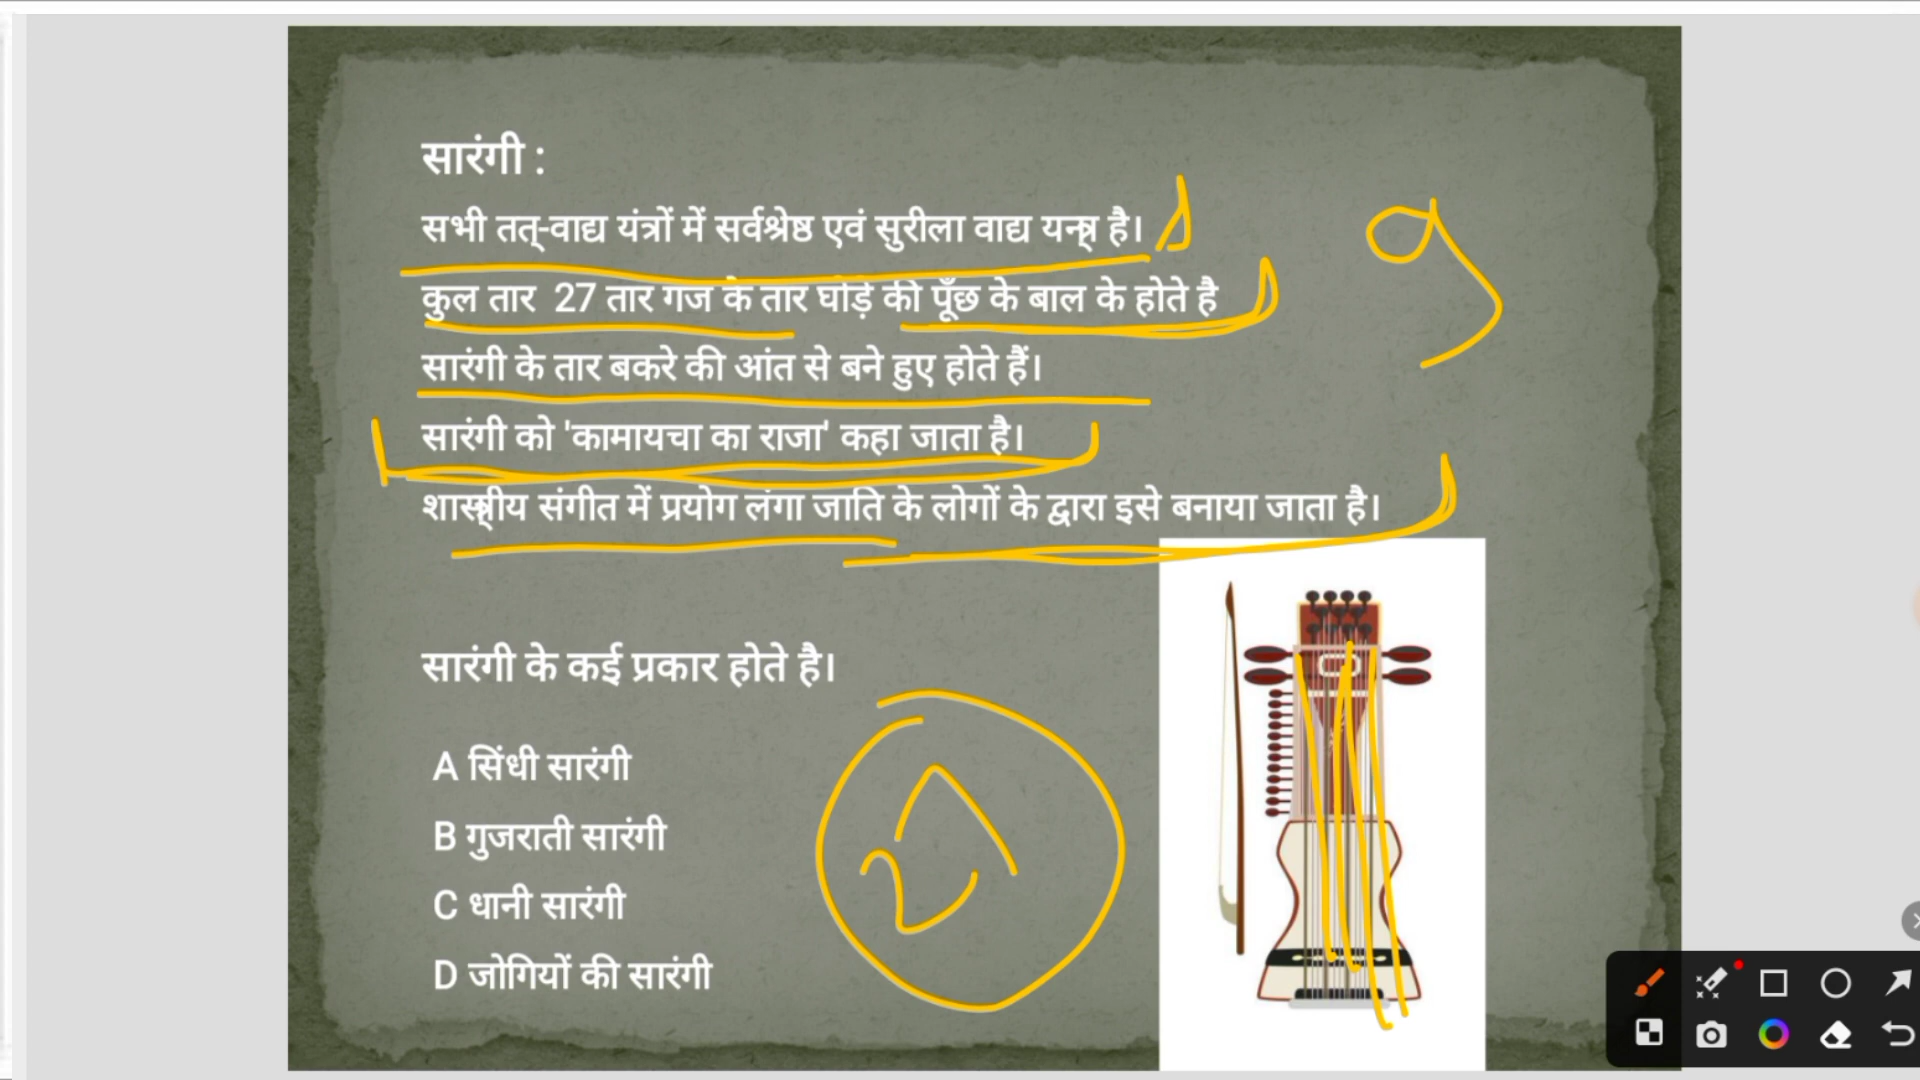 सारंगी :
सभी तत्-वाद्य यंत्रों में सर्वश्रेष्ठ एवं सुरीला वाद्य यन्त्र है।
कुल तार 27 तार गज के तार घोड़े की पूँछ के बाल के होते है
सारंगी के तार बकरे की आंत से बने हुए होते हैं।
सारंगी को 'कामायचा का राजा' कहा जाता है।
शास्त्रीय संगीत में प्रयोग लंगा जाति के लोगों के द्वारा इसे बनाया जाता है।
सारंगी के कई प्रकार होते है।
A सिंधी सारंगी
B गुजराती सारंगी
C धानी सारंगी
D जोगियों की सारंगी